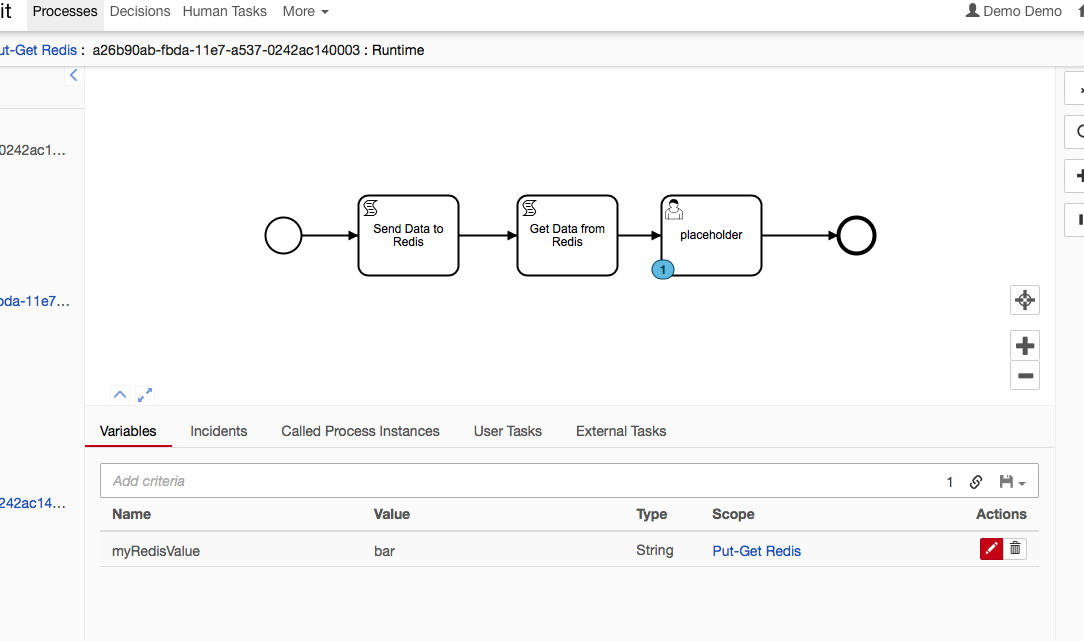 it Processes Decisions Human Tasks More Demo Demo
ut-Get Redis : a26b90ab-fbda-11e7-a537-0242ac140003 : Runtime
0242ac1...
Send Data to
Redis
Get Data from
Redis
placeholder
1
bda-11e7...
Variables Incidents Called Process Instances User Tasks External Tasks
Add criteria 1
242ac14...
Name Value Type Scope Actions
myRedisValue bar String Put-Get Redis